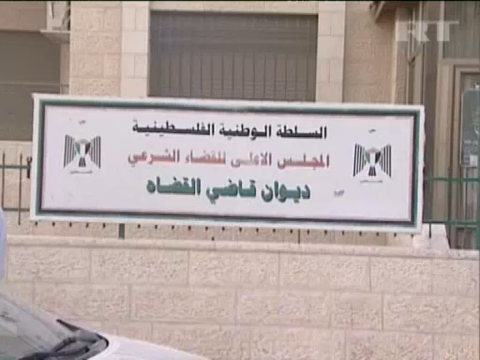 RT
السلطة الوطنية الفلسطينية
المجلس الاعلى للقضاء الشرعي
ديوان قاضي القضاه